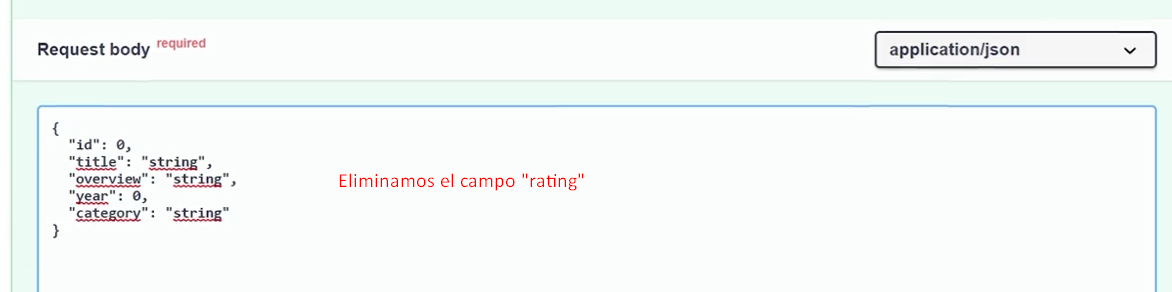 Request body required
application/json
{
"id": 0,
"title": "string",
"overview": "string",
"year": 0,
"category": "string"
}
Eliminamos el campo "rating"